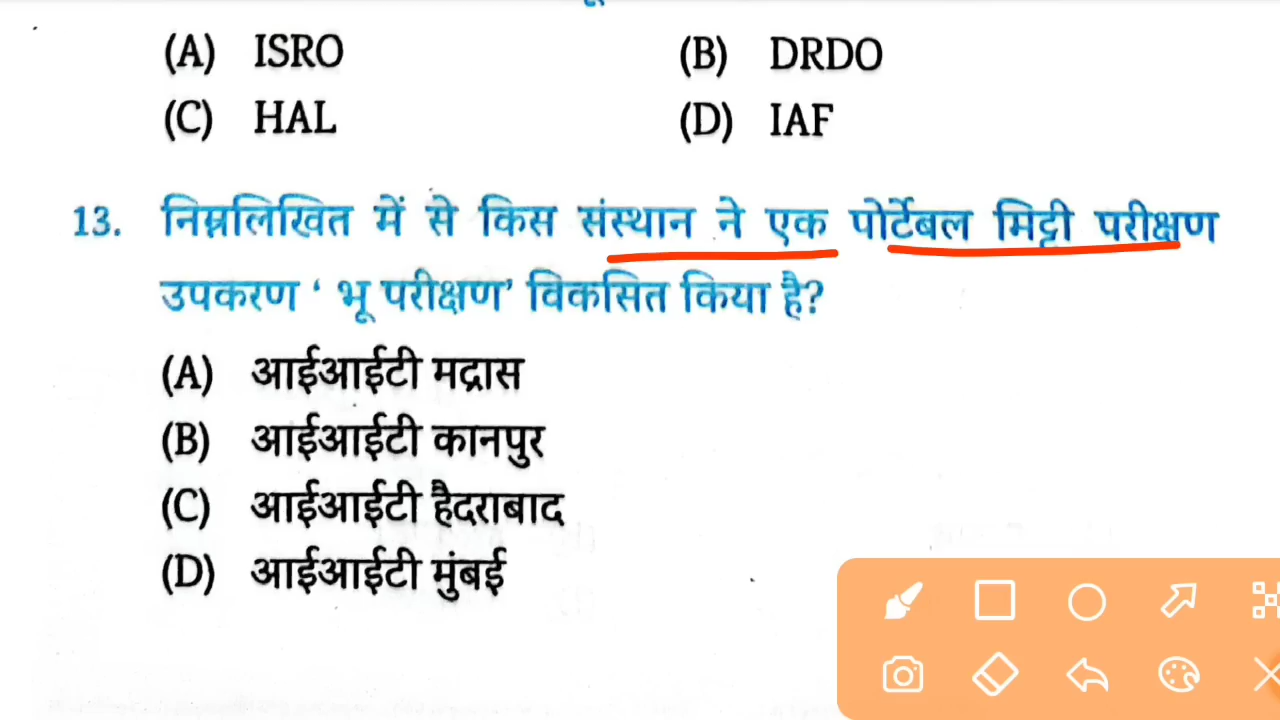 (A) ISRO (B) DRDO
(C) HAL (D) IAF
13. निम्नलिखित में से किस संस्थान ने एक पोर्टेबल मिट्टी परीक्षण
उपकरण ‘ भू परीक्षण’ विकसित किया है?
(A) आईआईटी मद्रास
(B) आईआईटी कानपुर
(C) आईआईटी हैदराबाद
(D) आईआईटी मुंबई